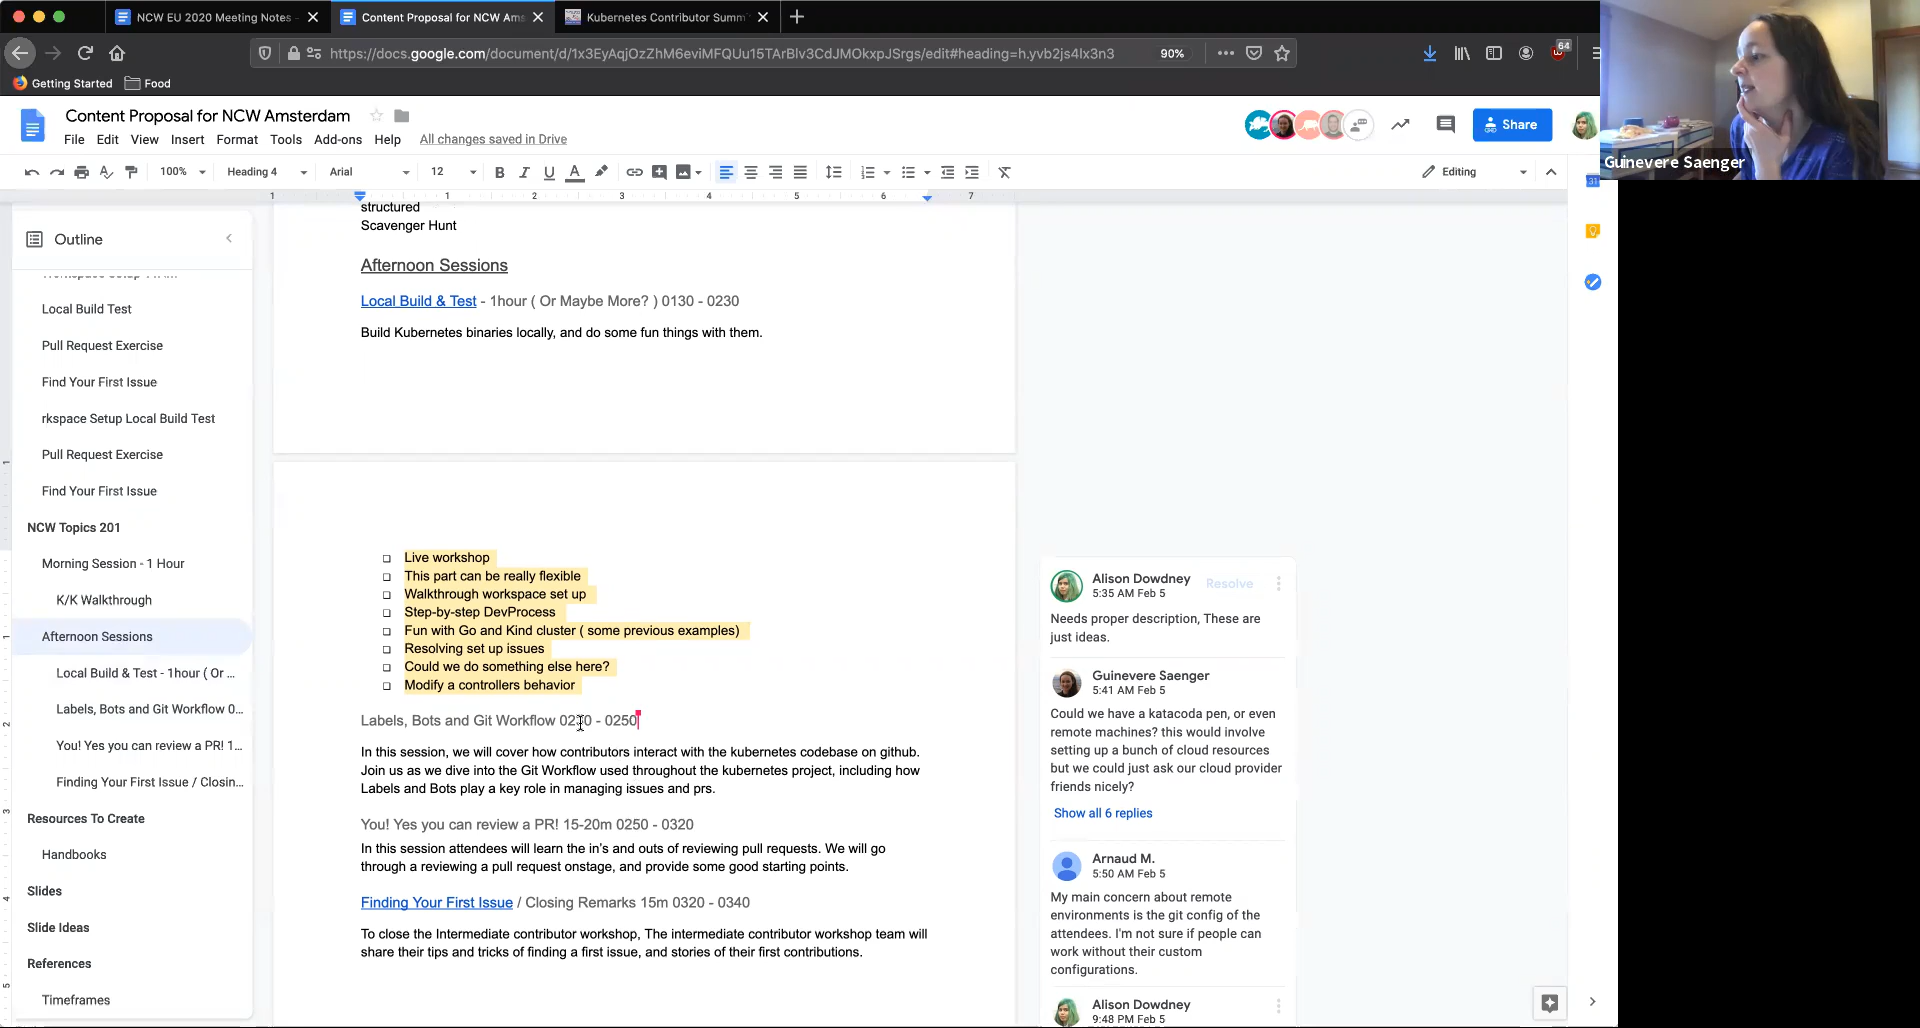 NCW EU 2020 Meeting Notes -
Content Proposal for NCW Ams
Kubernetes Contributor Summ
https://docs.google.com/document/d/1x3EyAqjOzZhM6eviMFQUu15TArBlv3CdJMOkxpJSrgs/edit#heading=h.yvb2js4lx3n3
90%
64
Getting Started
Food
Guinevere Saenger
Content Proposal for NCW Amsterdam
File Edit View Insert Format Tools Add-ons Help All changes saved in Drive
Share
100% Heading 4 Arial 12 B I U A Editing
1 1 2 3 4 5 6 7
31
Outline
Local Build Test
Pull Request Exercise
Find Your First Issue
rkspace Setup Local Build Test
Pull Request Exercise
Find Your First Issue
NCW Topics 201
Morning Session - 1 Hour
K/K Walkthrough
Afternoon Sessions
Local Build & Test - 1hour ( Or ...
Labels, Bots and Git Workflow 0...
You! Yes you can review a PR! 1...
Finding Your First Issue / Closin...
Resources To Create
Handbooks
Slides
Slide Ideas
References
Timeframes
structured
Scavenger Hunt
Afternoon Sessions
Local Build & Test - 1hour ( Or Maybe More? ) 0130 - 0230
Build Kubernetes binaries locally, and do some fun things with them.
Live workshop
This part can be really flexible
Walkthrough workspace set up
Step-by-step DevProcess
Fun with Go and Kind cluster ( some previous examples)
Resolving set up issues
Could we do something else here?
Modify a controllers behavior
Labels, Bots and Git Workflow 0230 - 0250
In this session, we will cover how contributors interact with the kubernetes codebase on github.
Join us as we dive into the Git Workflow used throughout the kubernetes project, including how
Labels and Bots play a key role in managing issues and prs.
You! Yes you can review a PR! 15-20m 0250 - 0320
In this session attendees will learn the in's and outs of reviewing pull requests. We will go
through a reviewing a pull request onstage, and provide some good starting points.
Finding Your First Issue / Closing Remarks 15m 0320 - 0340
To close the Intermediate contributor workshop, The intermediate contributor workshop team will
share their tips and tricks of finding a first issue, and stories of their first contributions.
Alison Dowdney
5:35 AM Feb 5
Resolve
Needs proper description, These are
just ideas.
Guinevere Saenger
5:41 AM Feb 5
Could we have a katacoda pen, or even
remote machines? this would involve
setting up a bunch of cloud resources
but we could just ask our cloud provider
friends nicely?
Show all 6 replies
Arnaud M.
5:50 AM Feb 5
My main concern about remote
environments is the git config of the
attendees. I'm not sure if people can
work without their custom
configurations.
Alison Dowdney
9:48 PM Feb 5